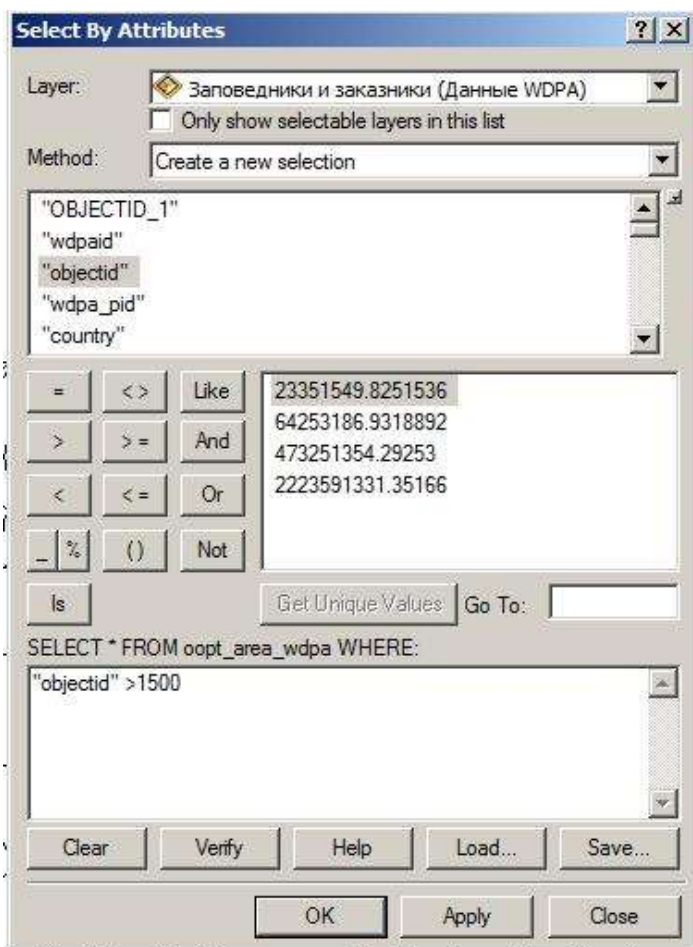 Select By Attributes
Layer: Заповедники и заказники (Данные WDPA)
Only show selectable layers in this list
Method: Create a new selection
"OBJECTID_1"
"wdpaid"
"objectid"
"wdpa_pid"
"country"
= <> Like
> >= And
< <= Or
_ % () Not
Is
23351549.8251536
64253186.9318892
473251354.29253
2223591331.35166
Get Unique Values Go To:
SELECT * FROM oopt_area_wdpa WHERE:
"objectid" >1500
Clear Verify Help Load... Save...
OK Apply Close